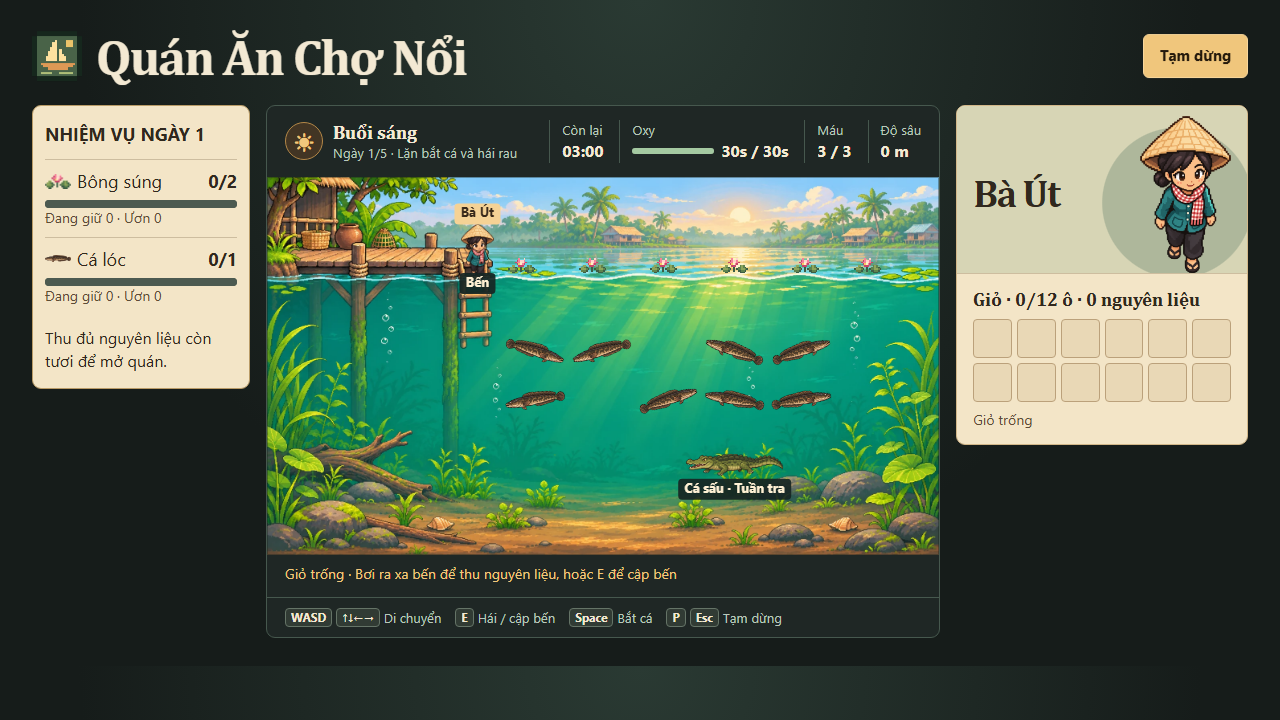 Quán Ăn Chợ Nổi
Tạm dừng
NHIỆM VỤ NGÀY 1
Bông súng 0/2
Đang giữ 0 · Ươn 0
Cá lóc 0/1
Đang giữ 0 · Ươn 0
Thu đủ nguyên liệu còn
tươi để mở quán.
Buổi sáng
Ngày 1/5 · Lặn bắt cá và hái rau
Còn lại
03:00
Oxy
30s / 30s
Máu
3 / 3
Độ sâu
0 m
Bà Út
Bến
Cá sấu · Tuần tra
Giỏ trống · Bơi ra xa bến để thu nguyên liệu, hoặc E để cập bến
WASD ↑↓←→ Di chuyển E Hái / cập bến Space Bắt cá P Esc Tạm dừng
Bà Út
Giỏ · 0/12 ô · 0 nguyên liệu
Giỏ trống